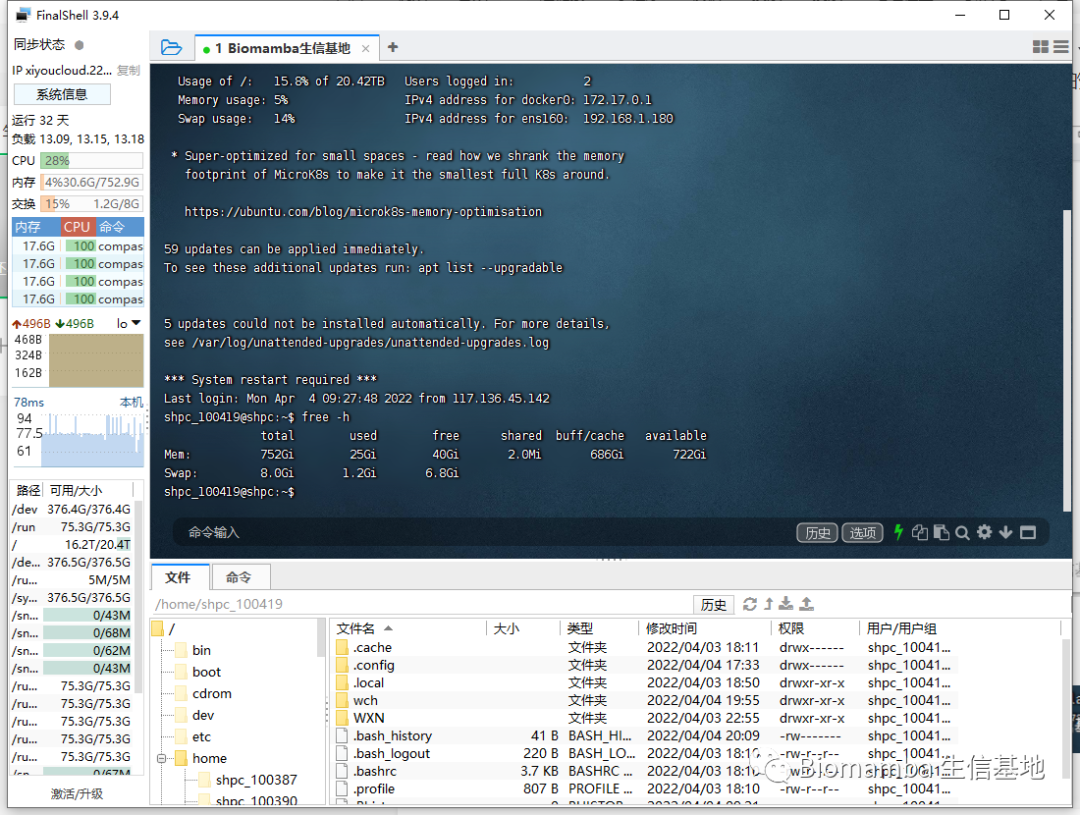 FinalShell 3.9.4
同步状态
IP xiyoucloud.22... 复制
系统信息
运行 32 天
负载 13.09, 13.15, 13.18
CPU 28%
内存 4% 30.6G/752.9G
交换 15% 1.2G/8G
内存 CPU 命令
17.6G 100 compas
17.6G 100 compas
17.6G 100 compas
17.6G 100 compas
496B 496B lo
468B
324B
162B
78ms 本机
94
77.5
61
路径 可用/大小
/dev 376.4G/376.4G
/run 75.3G/75.3G
/ 16.2T/20.4T
/de... 376.5G/376.5G
/ru... 5M/5M
/sy... 376.5G/376.5G
/sn... 0/43M
/sn... 0/68M
/sn... 0/62M
/sn... 0/43M
/ru... 75.3G/75.3G
/ru... 75.3G/75.3G
/ru... 75.3G/75.3G
/ru... 75.3G/75.3G
/ru... 75.3G/75.3G
/sn... 0/67M
激活/升级
1 Biomamba生信基地
Usage of /: 15.8% of 20.42TB Users logged in: 2
Memory usage: 5% IPv4 address for docker0: 172.17.0.1
Swap usage: 14% IPv4 address for ens160: 192.168.1.180
* Super-optimized for small spaces - read how we shrank the memory
footprint of MicroK8s to make it the smallest full K8s around.
https://ubuntu.com/blog/microk8s-memory-optimisation
59 updates can be applied immediately.
To see these additional updates run: apt list --upgradable
5 updates could not be installed automatically. For more details,
see /var/log/unattended-upgrades/unattended-upgrades.log
*** System restart required ***
Last login: Mon Apr  4 09:27:48 2022 from 117.136.45.142
shpc_100419@shpc:~$ free -h
total used free shared buff/cache available
Mem: 752Gi 25Gi 40Gi 2.0Mi 686Gi 722Gi
Swap: 8.0Gi 1.2Gi 6.8Gi
shpc_100419@shpc:~$
命令输入 历史 选项
文件 命令
/home/shpc_100419 历史
/
bin
boot
cdrom
dev
etc
home
shpc_100387
shpc_100390
文件名 大小 类型 修改时间 权限 用户/用户组
.cache 文件夹 2022/04/03 18:11 drwx------ shpc_10041...
.config 文件夹 2022/04/03 17:33 drwx------ shpc_10041...
.local 文件夹 2022/04/03 18:50 drwxr-xr-x shpc_10041...
wch 文件夹 2022/04/04 19:55 drwxr-xr-x shpc_10041...
WXN 文件夹 2022/04/03 22:55 drwxr-xr-x shpc_10041...
.bash_history 41 B BASH_HI... 2022/04/04 20:09 -rw------- shpc_10041...
.bash_logout 220 B BASH_LO... 2022/04/03 18:10 -rw-r--r-- shpc_10041...
.bashrc 3.7 KB BASHRC ... 2022/04/03 18:10
.profile 807 B PROFILE ... 2022/04/03 18:10 -rw-r--r-- shpc_10041...
Biomamba生信基地